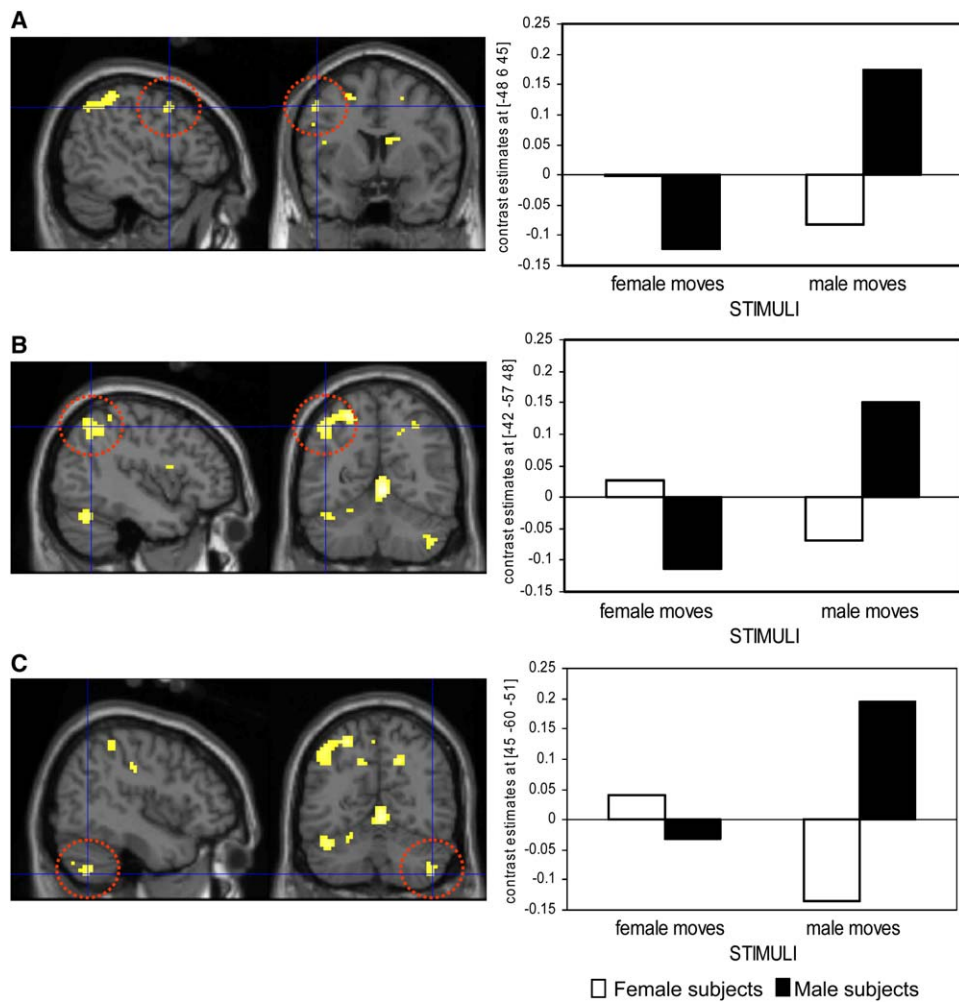 A
contrast estimates at [-48 6 45]
0.25
0.2
0.15
0.1
0.05
0
-0.05
-0.1
-0.15
female moves male moves
STIMULI
B
contrast estimates at [-42 -57 48]
0.25
0.2
0.15
0.1
0.05
0
-0.05
-0.1
-0.15
female moves male moves
STIMULI
C
contrast estimates at [45 -60 -51]
0.25
0.2
0.15
0.1
0.05
0
-0.05
-0.1
-0.15
female moves male moves
STIMULI
Female subjects Male subjects